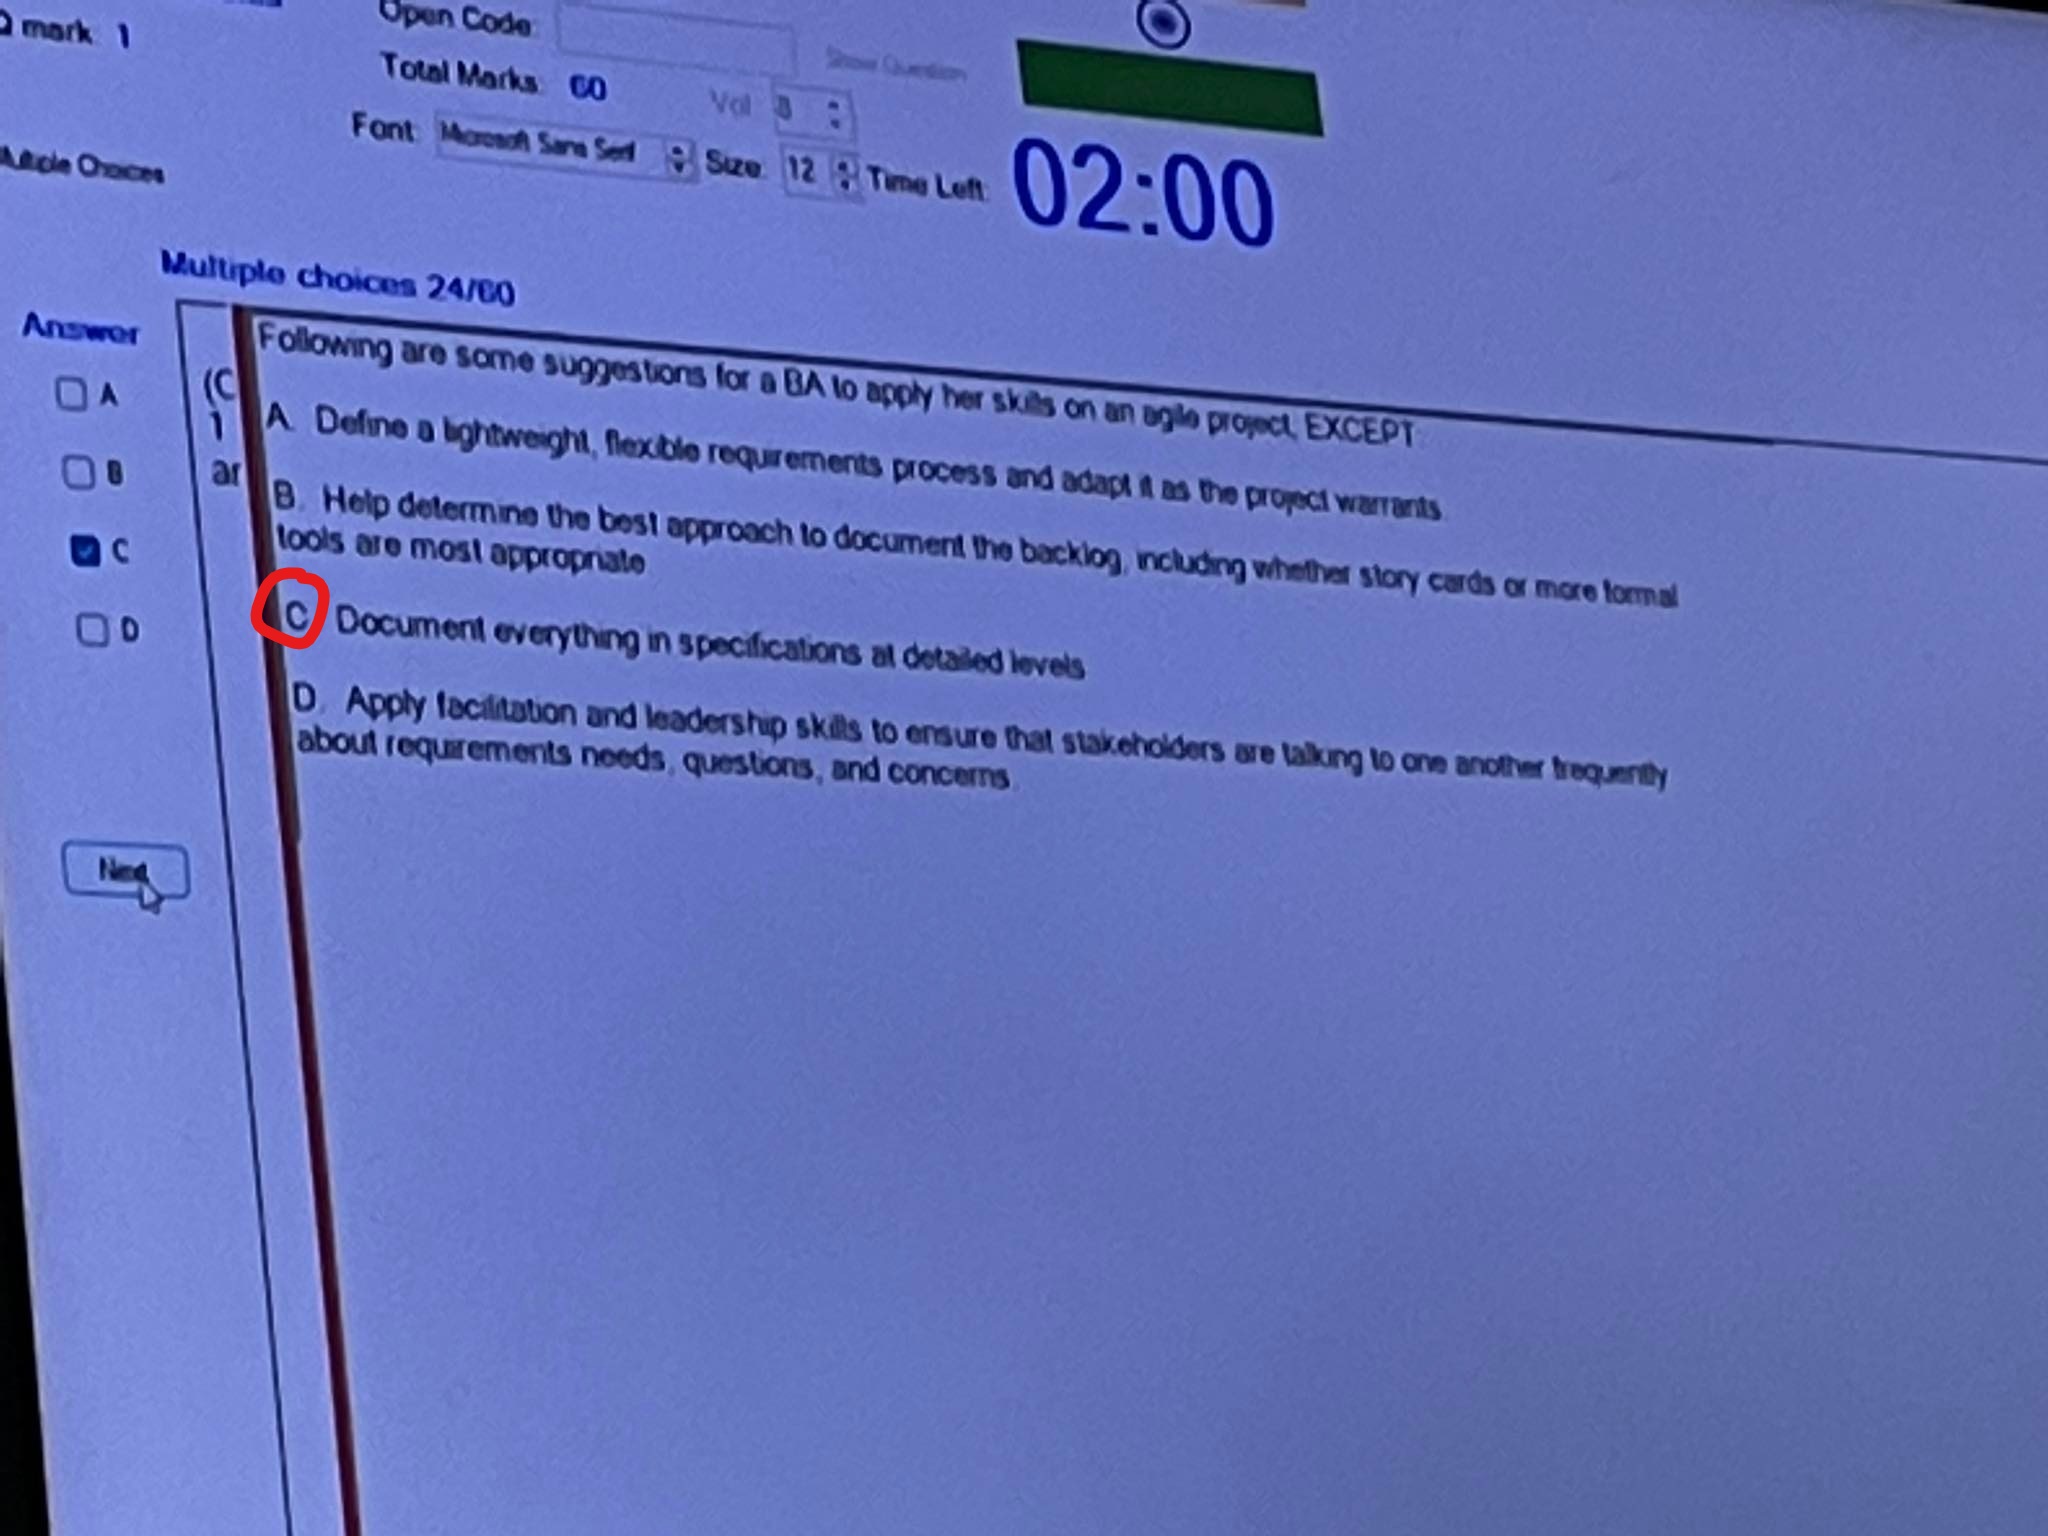 mark 1
Open Code:
Show Question
Total Marks: 60
Vol 8
Font: Microsoft Sans Serif Size: 12 Time Left: 02:00
Multiple Choices
Multiple choices 24/60
Answer
A
B
C
D
Next
(C
1
ar
Following are some suggestions for a BA to apply her skills on an agile project, EXCEPT:
A. Define a lightweight, flexible requirements process and adapt it as the project warrants.
B. Help determine the best approach to document the backlog, including whether story cards or more formal
tools are most appropriate
C. Document everything in specifications at detailed levels
D. Apply facilitation and leadership skills to ensure that stakeholders are talking to one another frequently
about requirements needs, questions, and concerns.